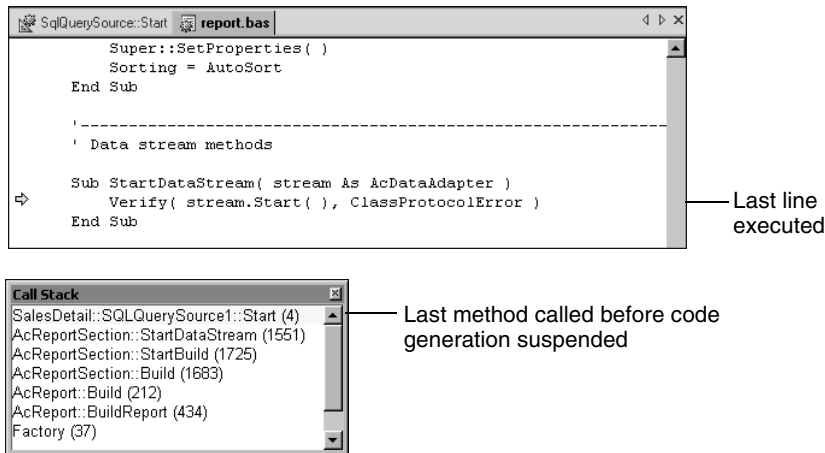 SqlQuerySource::Start report.bas
Super::SetProperties( )
Sorting = AutoSort
End Sub
'----------------------------------------------------------------
' Data stream methods
Sub StartDataStream( stream As AcDataAdapter )
Verify( stream.Start( ), ClassProtocolError )
End Sub
Last line
executed
Call Stack
SalesDetail::SQLQuerySource1::Start (4)
AcReportSection::StartDataStream (1551)
AcReportSection::StartBuild (1725)
AcReportSection::Build (1683)
AcReport::Build (212)
AcReport::BuildReport (434)
Factory (37)
Last method called before code
generation suspended